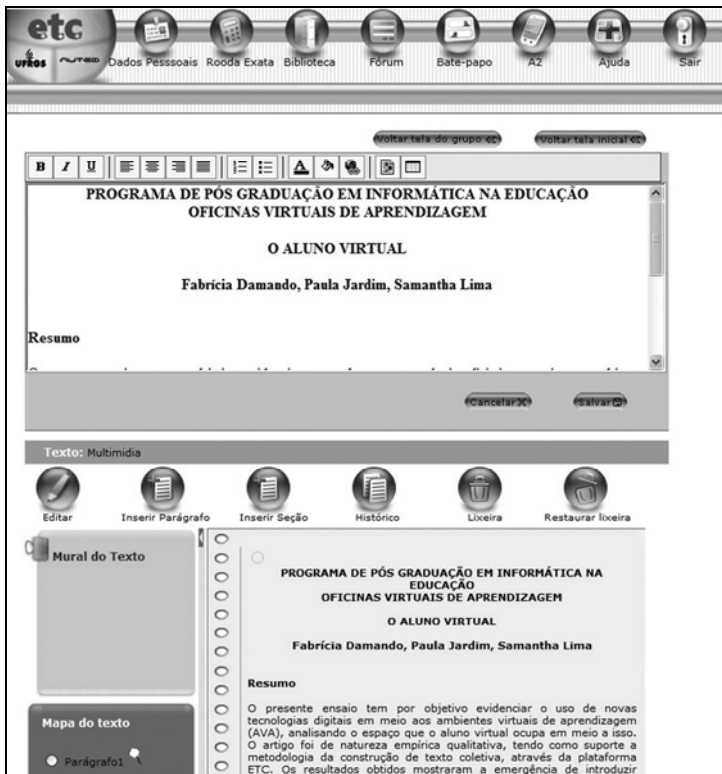 etc
UFRGS NUTED
Dados Pesssoais Rooda Exata Biblioteca Fórum Bate-papo A2 Ajuda Sair
Voltar tela do grupo Voltar tela inicial
B I U A
PROGRAMA DE PÓS GRADUAÇÃO EM INFORMÁTICA NA EDUCAÇÃO
OFICINAS VIRTUAIS DE APRENDIZAGEM
O ALUNO VIRTUAL
Fabrícia Damando, Paula Jardim, Samantha Lima
Resumo
Cancelar Salvar
Texto: Multimidia
Editar Inserir Parágrafo Inserir Seção Histórico Lixeira Restaurar lixeira
Mural do Texto
PROGRAMA DE PÓS GRADUAÇÃO EM INFORMÁTICA NA
EDUCAÇÃO
OFICINAS VIRTUAIS DE APRENDIZAGEM
O ALUNO VIRTUAL
Fabrícia Damando, Paula Jardim, Samantha Lima
Resumo
O presente ensaio tem por objetivo evidenciar o uso de novas
tecnologias digitais em meio aos ambientes virtuais de aprendizagem
(AVA), analisando o espaço que o aluno virtual ocupa em meio a isso.
O artigo foi de natureza empírica qualitativa, tendo como suporte a
metodologia da construção de texto coletiva, através da plataforma
ETC. Os resultados obtidos mostraram a emergência de introduzir
Mapa do texto
Parágrafo1